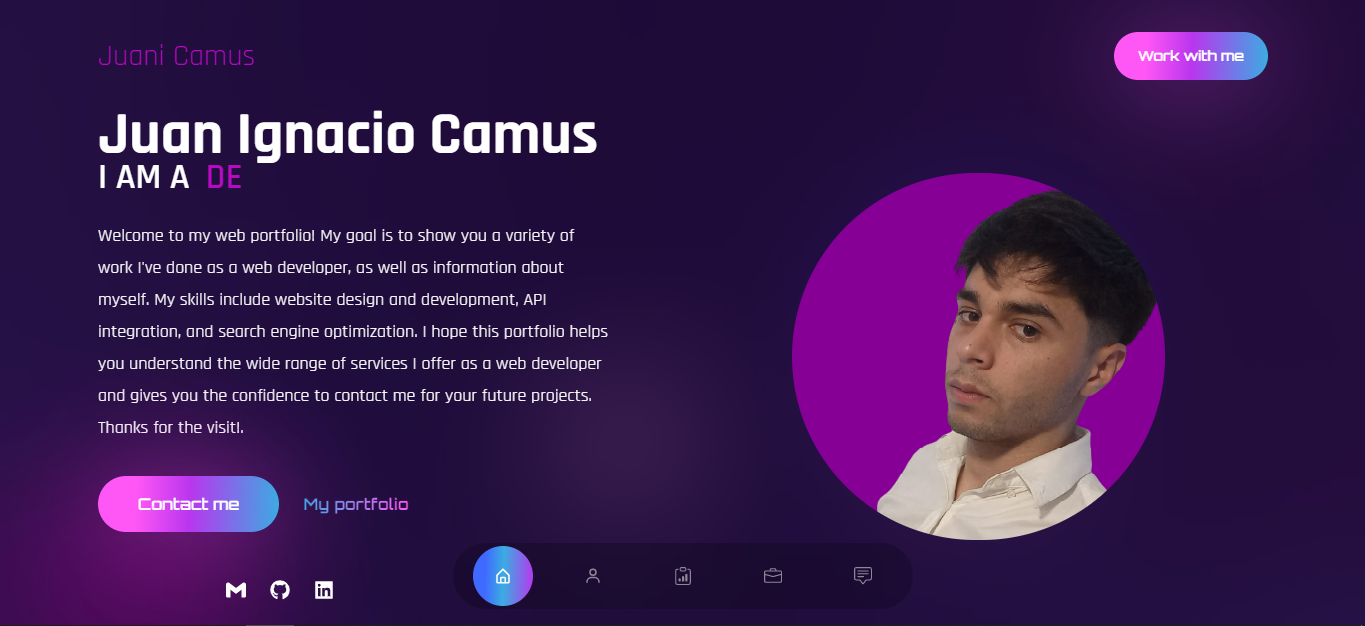 Juani Camus
Work with me
Juan Ignacio Camus
I AM A DE
Welcome to my web portfolio! My goal is to show you a variety of
work I've done as a web developer, as well as information about
myself. My skills include website design and development, API
integration, and search engine optimization. I hope this portfolio helps
you understand the wide range of services I offer as a web developer
and gives you the confidence to contact me for your future projects.
Thanks for the visit!.
Contact me
My portfolio